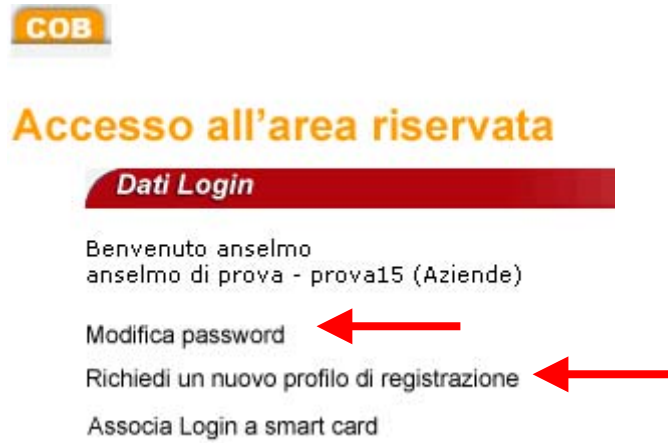 COB
Accesso all'area riservata
Dati Login
Benvenuto anselmo
anselmo di prova - prova15 (Aziende)
Modifica password
Richiedi un nuovo profilo di registrazione
Associa Login a smart card